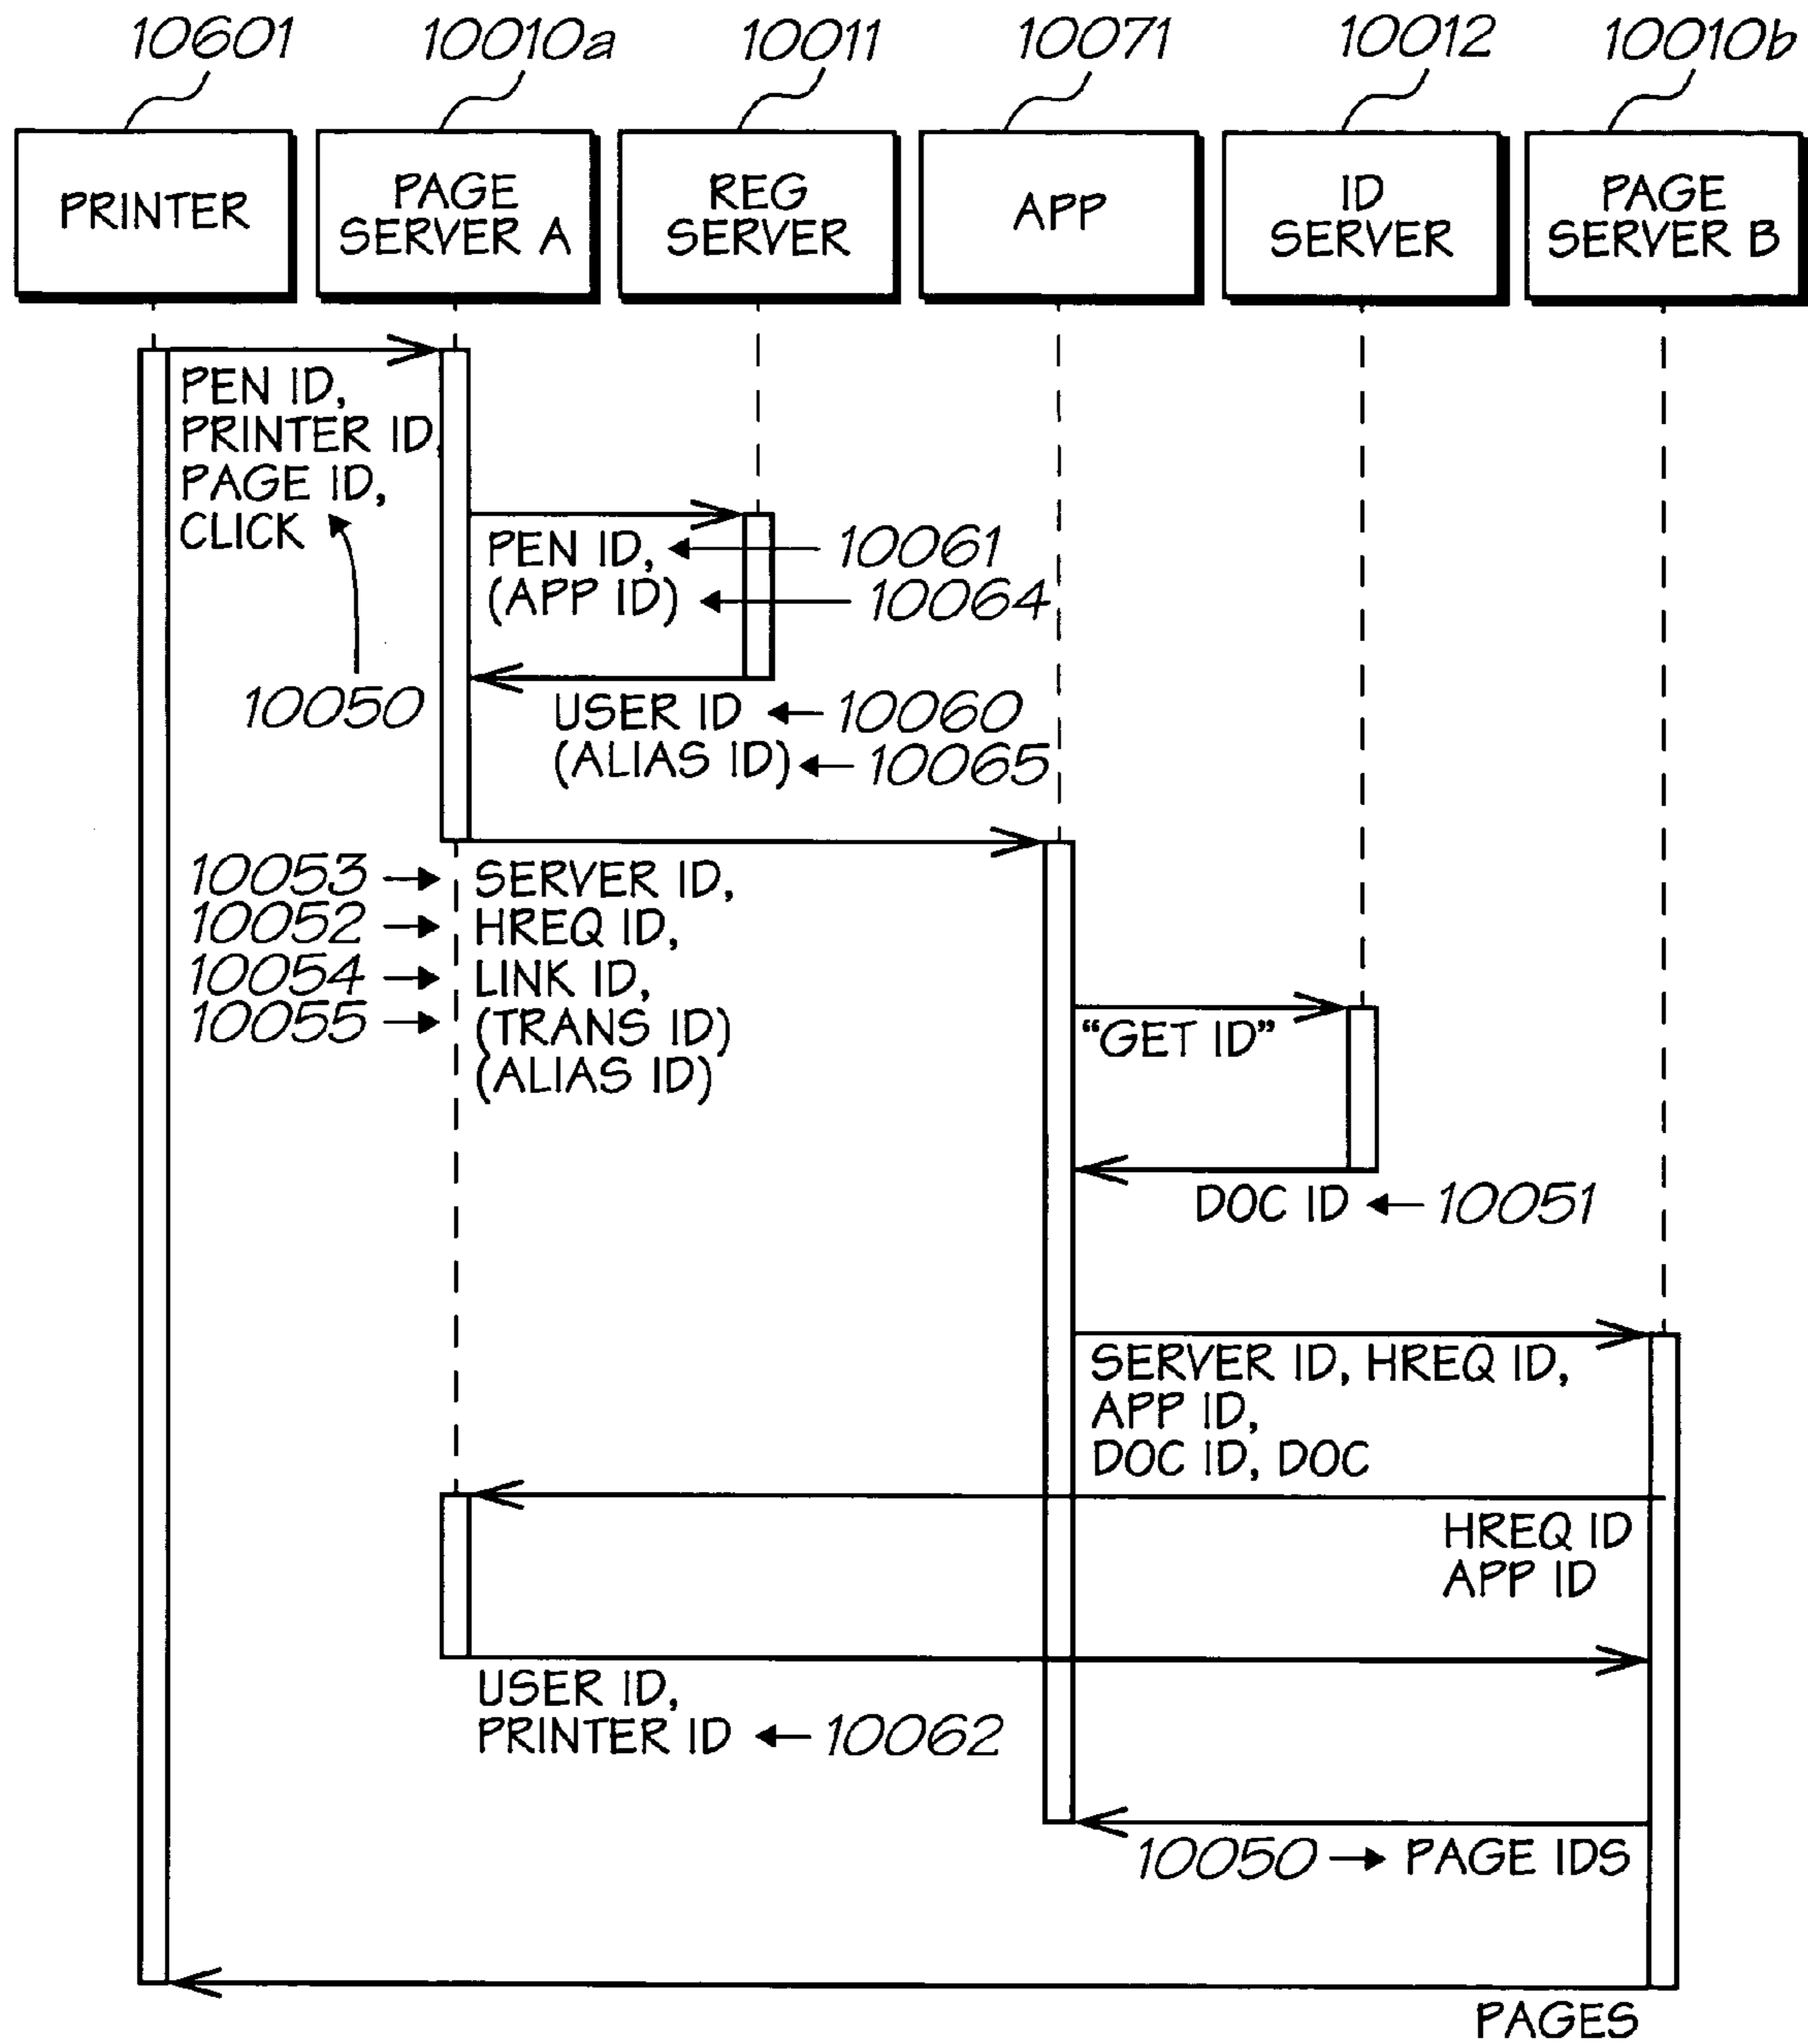 10601
10010a
10011
10071
10012
10010b
PRINTER
PAGE
SERVER A
REG
SERVER
APP
ID
SERVER
PAGE
SERVER B
PEN ID,
PRINTER ID
PAGE ID,
CLICK
10050
PEN ID,
10061
(APP ID)
10064
USER ID
10060
(ALIAS ID)
10065
10053
SERVER ID,
10052
HREQ ID,
10054
LINK ID,
10055
(TRANS ID)
(ALIAS ID)
“GET ID”
DOC ID
10051
SERVER ID, HREQ ID,
APP ID,
DOC ID, DOC
HREQ ID
APP ID
USER ID,
PRINTER ID
10062
10050
PAGE IDS
PAGES